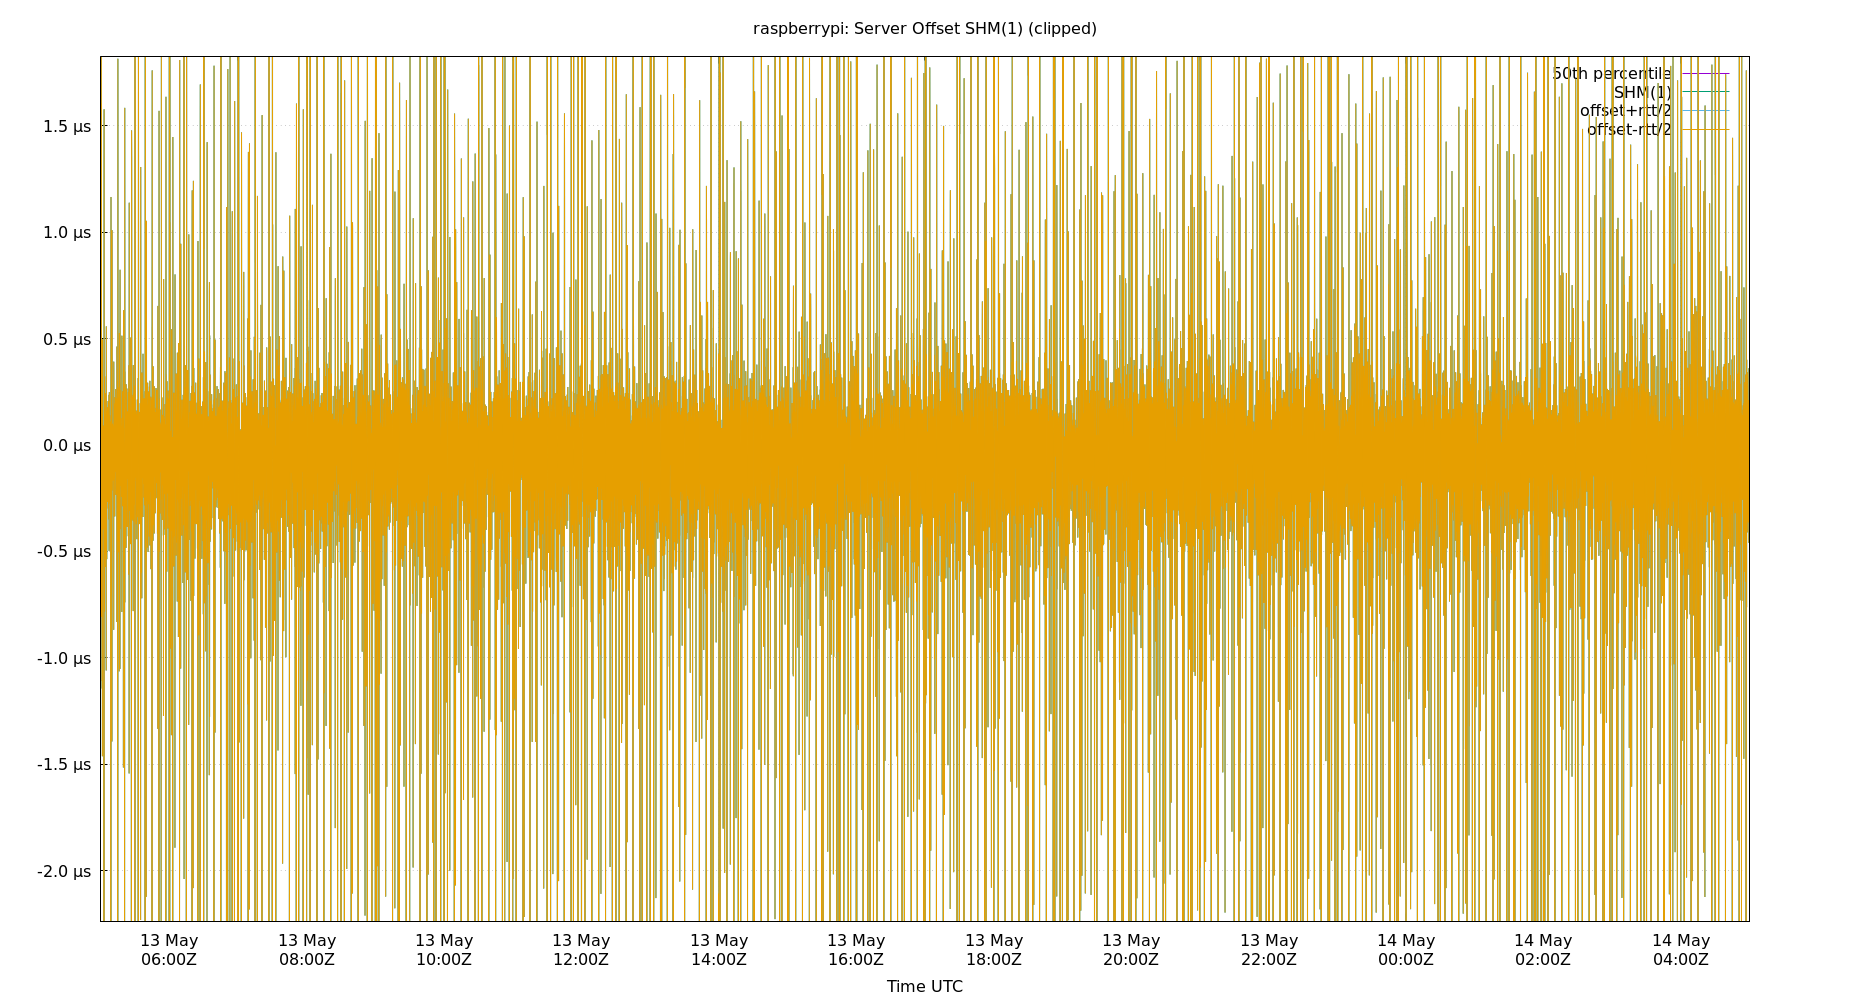 raspberrypi: Server Offset SHM(1) (clipped)
50th percentile
SHM(1)
offset+rtt/2
offset-rtt/2
1.5 µs
1.0 µs
0.5 µs
0.0 µs
-0.5 µs
-1.0 µs
-1.5 µs
-2.0 µs
13 May 13 May 13 May 13 May 13 May 13 May 13 May 13 May 13 May 14 May 14 May 14 May
06:00Z 08:00Z 10:00Z 12:00Z 14:00Z 16:00Z 18:00Z 20:00Z 22:00Z 00:00Z 02:00Z 04:00Z
Time UTC